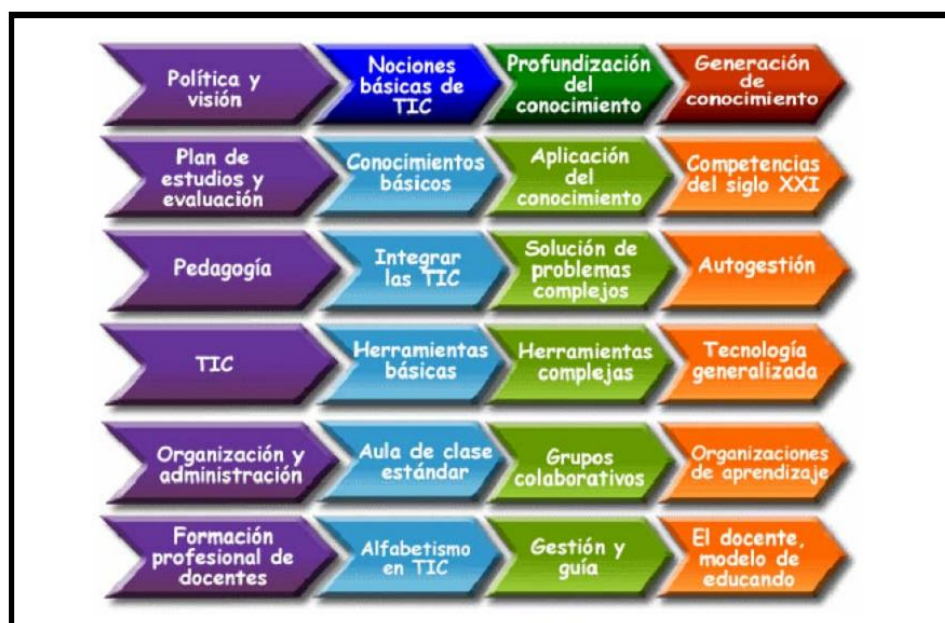 Política y
visión
Nociones
básicas de
TIC
Profundización
del
conocimiento
Generación
de
conocimiento
Plan de
estudios y
evaluación
Conocimientos
básicos
Aplicación
del
conocimiento
Competencias
del siglo XXI
Pedagogía
Integrar
las TIC
Solución de
problemas
complejos
Autogestión
TIC
Herramientas
básicas
Herramientas
complejas
Tecnología
generalizada
Organización y
administración
Aula de clase
estándar
Grupos
colaborativos
Organizaciones
de aprendizaje
Formación
profesional de
docentes
Alfabetismo
en TIC
Gestión y
guía
El docente,
modelo de
educando